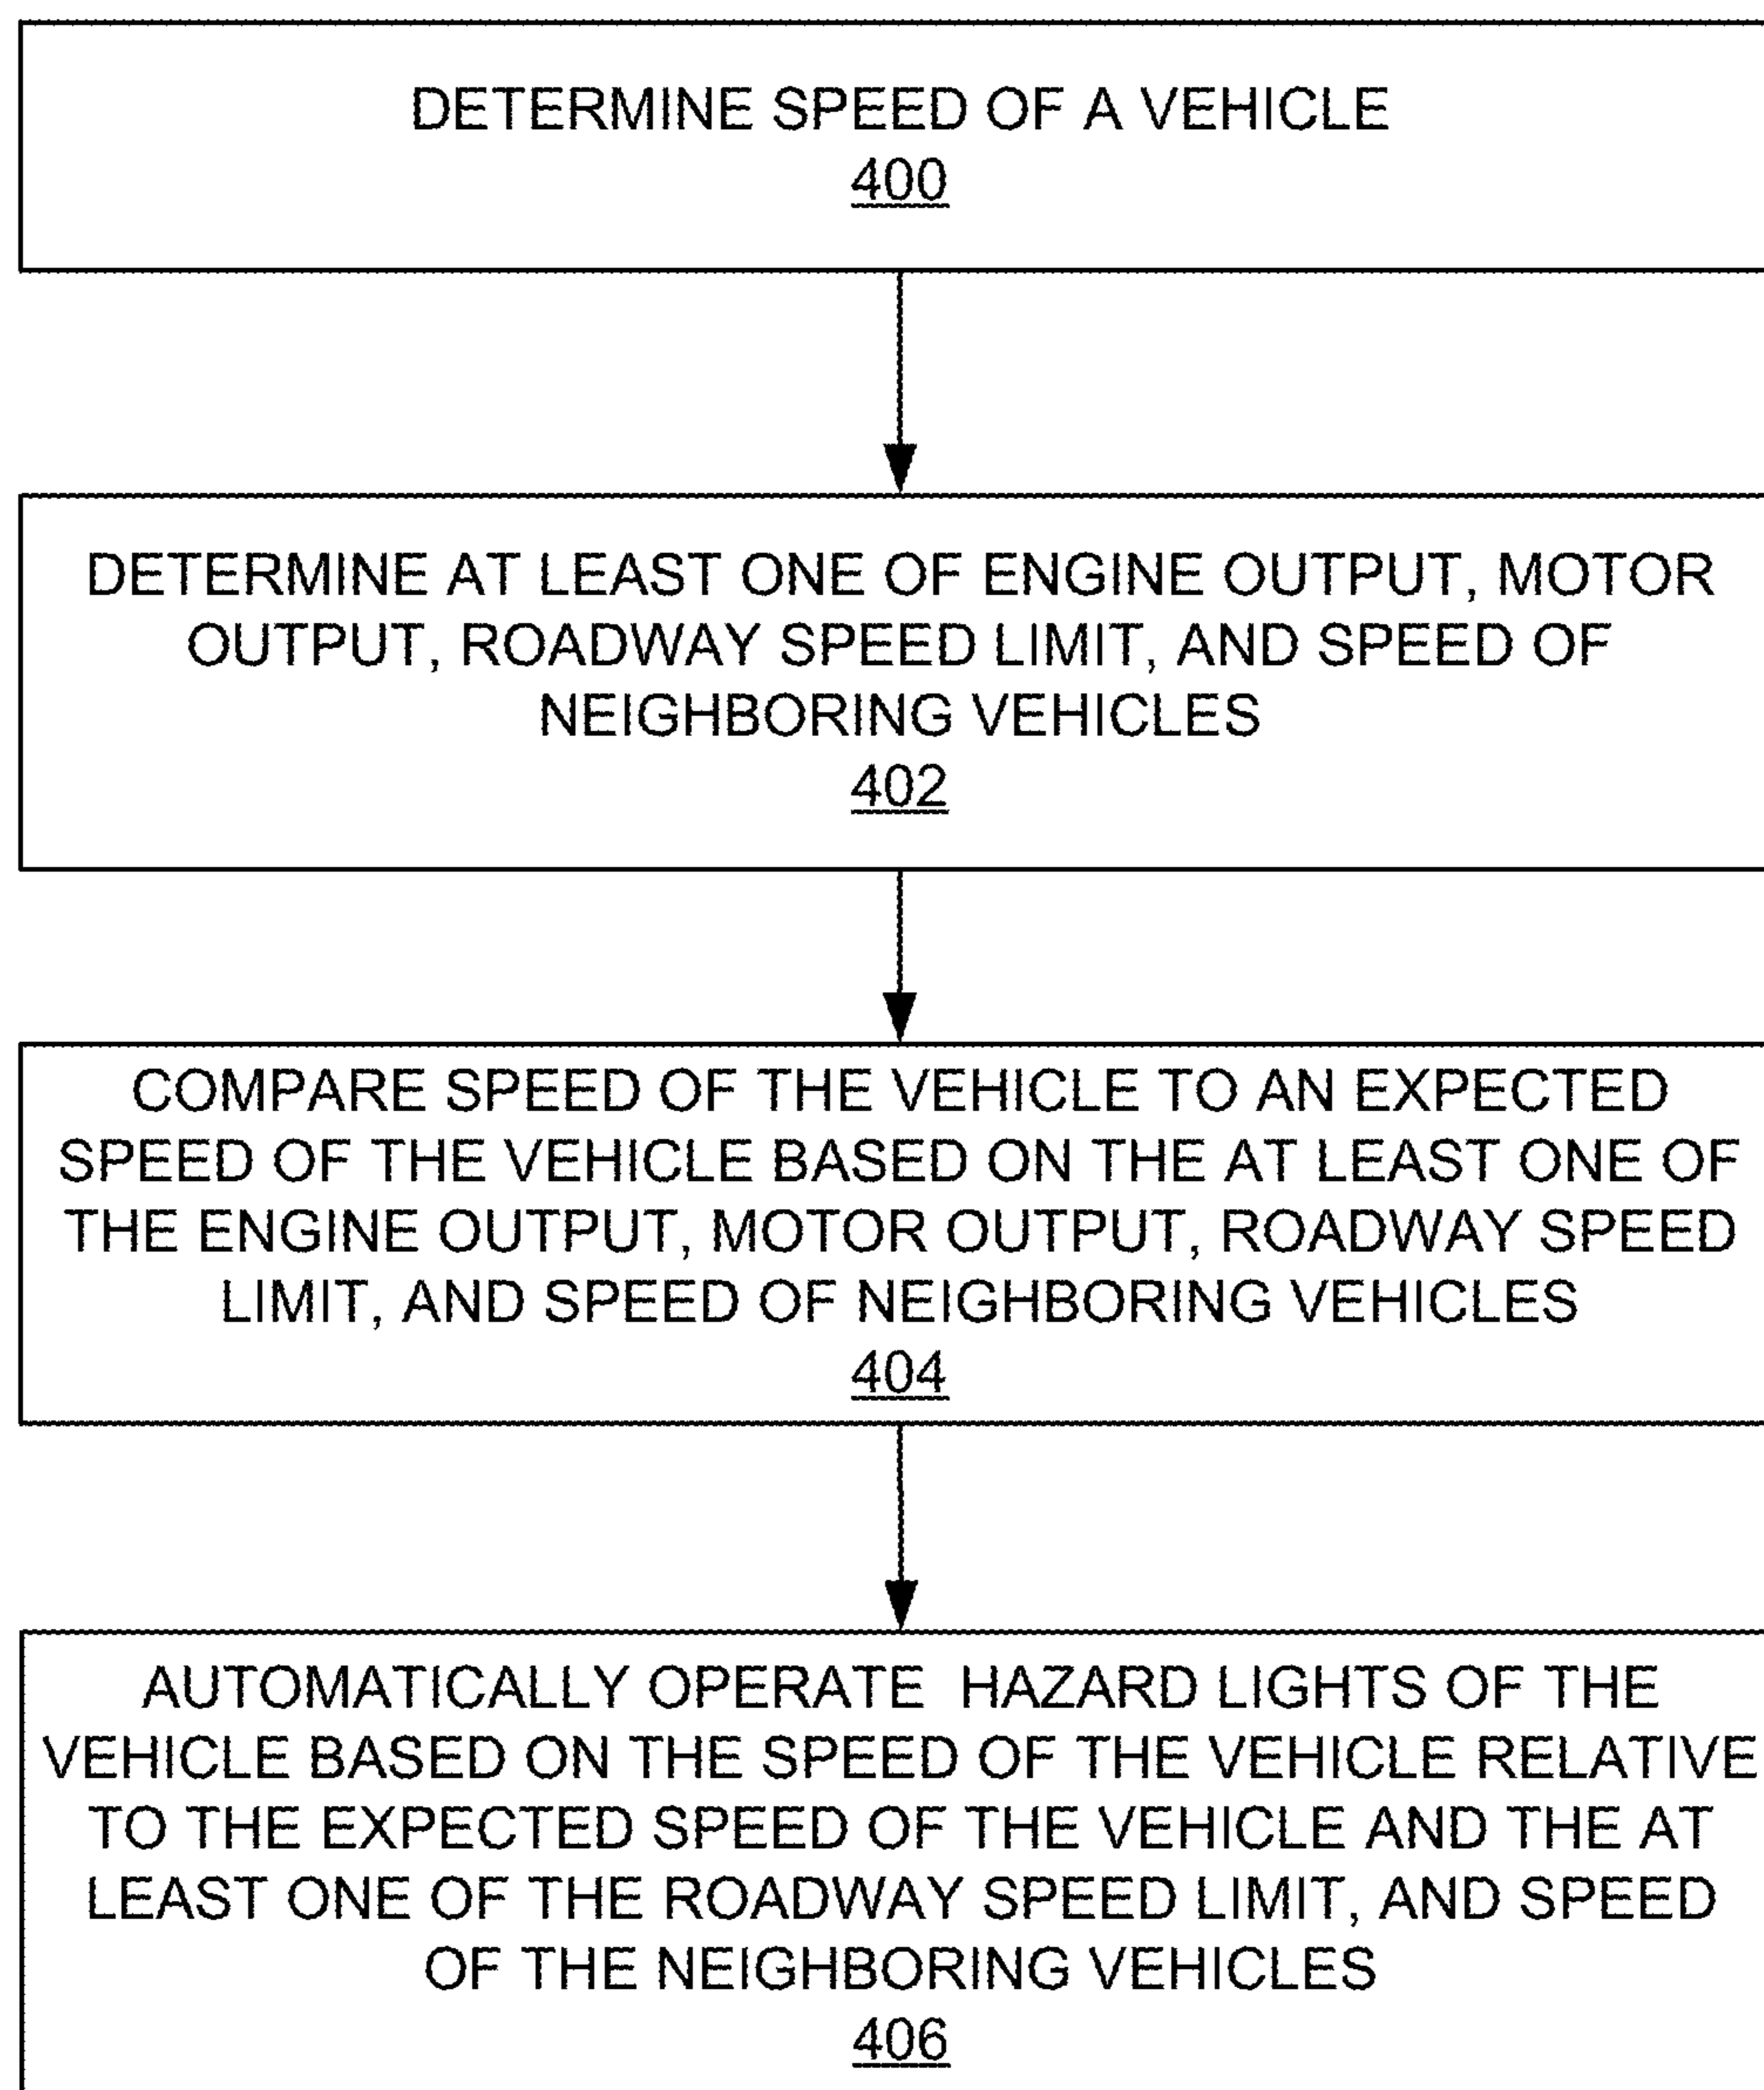 DETERMINE SPEED OF A VEHICLE
400
DETERMINE AT LEAST ONE OF ENGINE OUTPUT, MOTOR
OUTPUT, ROADWAY SPEED LIMIT, AND SPEED OF
NEIGHBORING VEHICLES
402
COMPARE SPEED OF THE VEHICLE TO AN EXPECTED
SPEED OF THE VEHICLE BASED ON THE AT LEAST ONE OF
THE ENGINE OUTPUT, MOTOR OUTPUT, ROADWAY SPEED
LIMIT, AND SPEED OF NEIGHBORING VEHICLES
404
AUTOMATICALLY OPERATE HAZARD LIGHTS OF THE
VEHICLE BASED ON THE SPEED OF THE VEHICLE RELATIVE
TO THE EXPECTED SPEED OF THE VEHICLE AND THE AT
LEAST ONE OF THE ROADWAY SPEED LIMIT, AND SPEED
OF THE NEIGHBORING VEHICLES
406